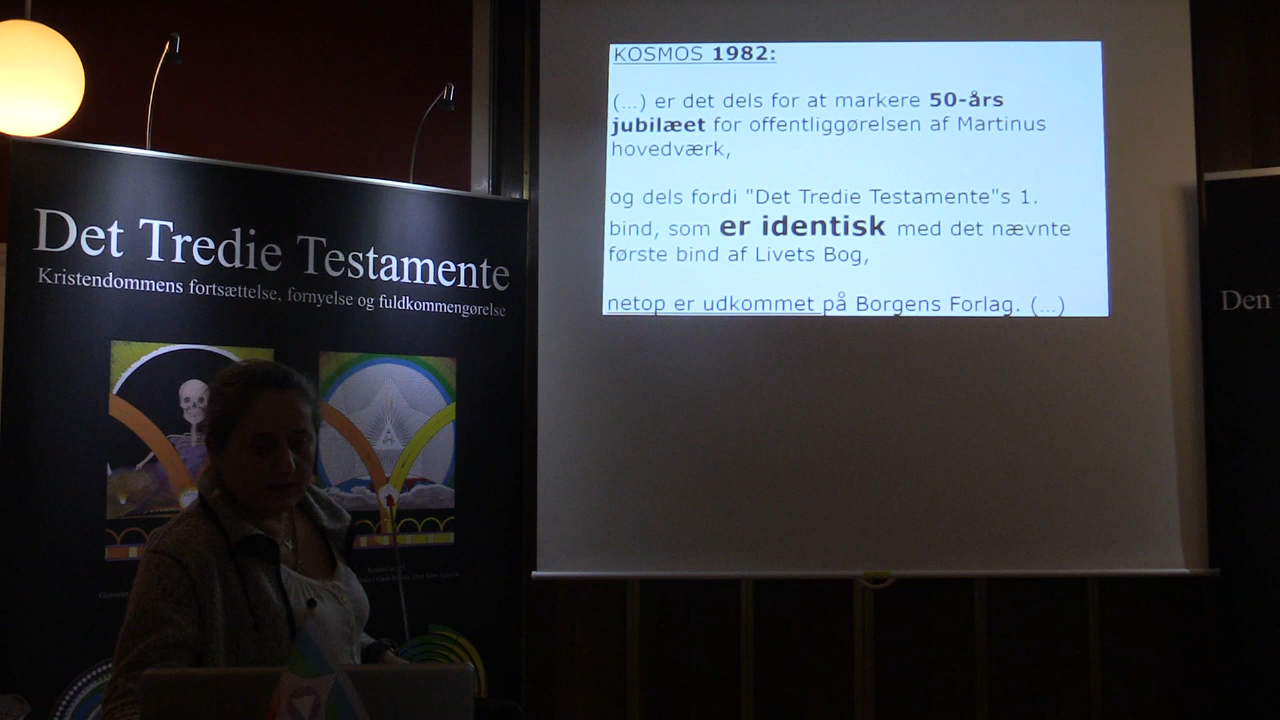 Det Tredie Testamente
Kristendommens fortsættelse, fornyelse og fuldkommengørelse
KOSMOS 1982:
(...) er det dels for at markere 50-års
jubilæet for offentliggørelsen af Martinus
hovedværk,
og dels fordi "Det Tredie Testamente"s 1.
bind, som er identisk med det nævnte
første bind af Livets Bog,
netop er udkommet på Borgens Forlag. (...)
Den